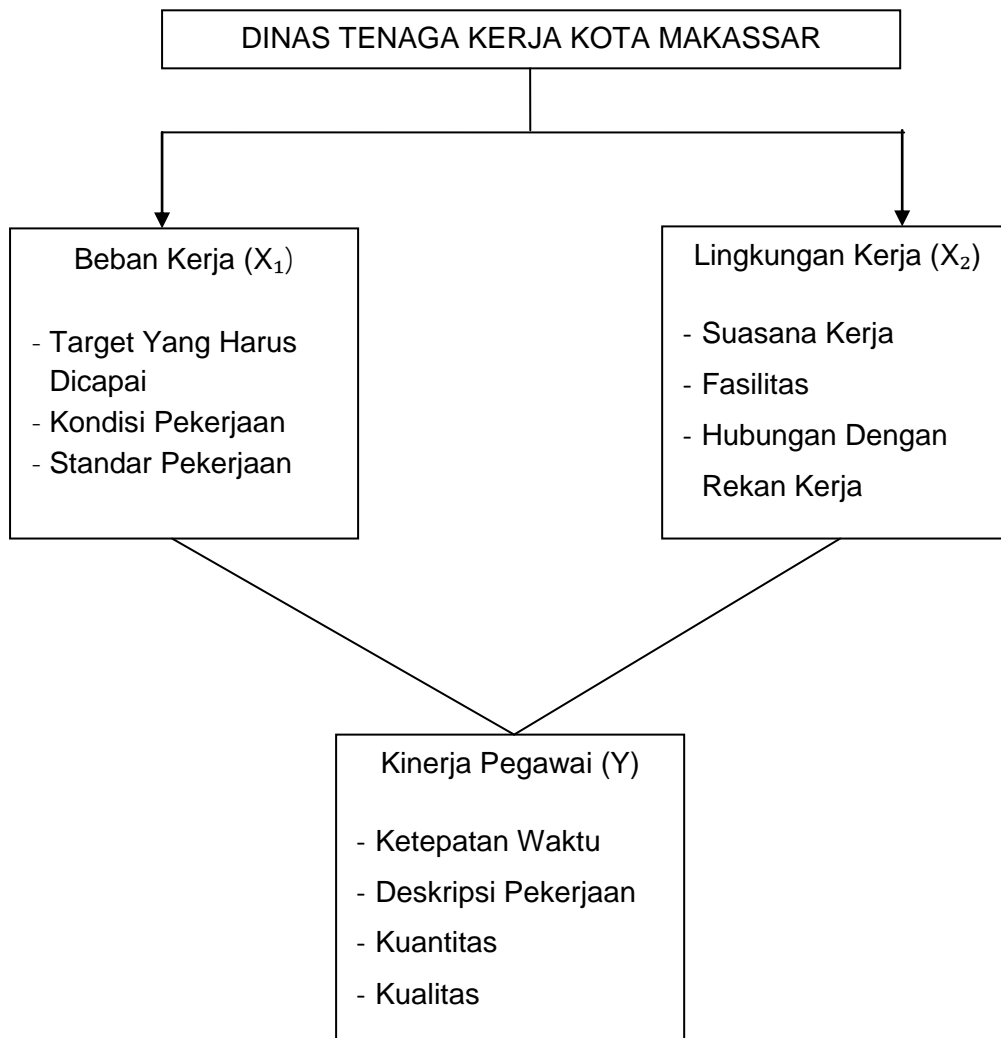 DINAS TENAGA KERJA KOTA MAKASSAR
Beban Kerja (X₁)
- Target Yang Harus
Dicapai
- Kondisi Pekerjaan
- Standar Pekerjaan
Lingkungan Kerja (X₂)
- Suasana Kerja
- Fasilitas
- Hubungan Dengan
Rekan Kerja
Kinerja Pegawai (Y)
- Ketepatan Waktu
- Deskripsi Pekerjaan
- Kuantitas
- Kualitas